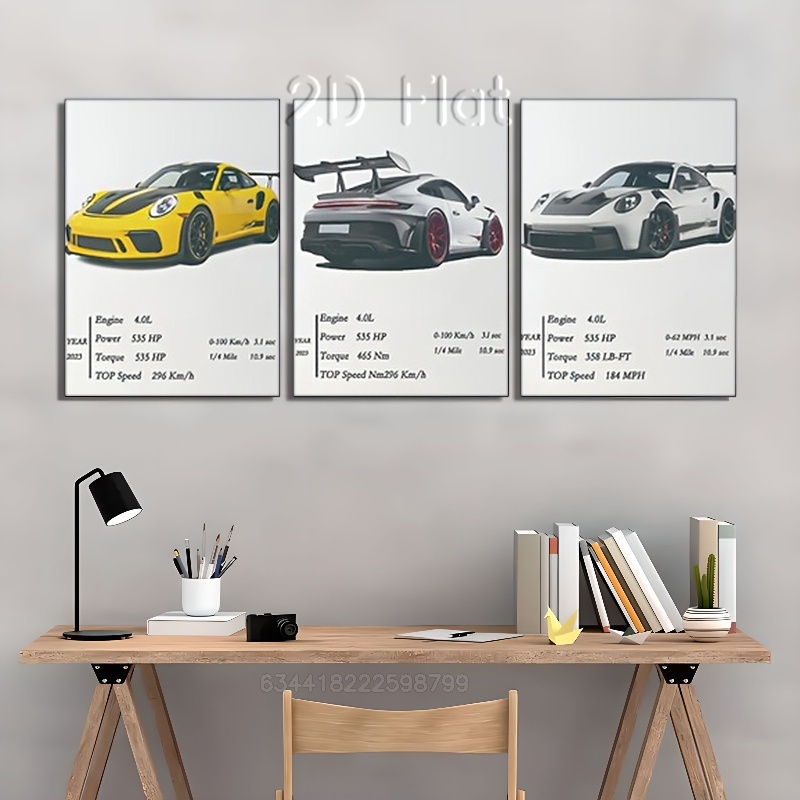 2D Flat
Engine 4.0L
Power 535 HP
YEAR
2023
0-100 Km/h 3.1 sec
Torque 535 HP
1/4 Mile 10.9 sec
TOP Speed 296 Km/h
Engine 4.0L
Power 535 HP
YEAR
2023
0-100 Km/h 3.1 sec
Torque 465 Nm
1/4 Mile 10.9 sec
TOP Speed Nm296 Km/h
Engine 4.0L
Power 535 HP
YEAR
2023
0-62 MPH 3.1 sec
Torque 358 LB-FT
1/4 Mile 10.9 sec
TOP Speed 184 MPH
634418222598799